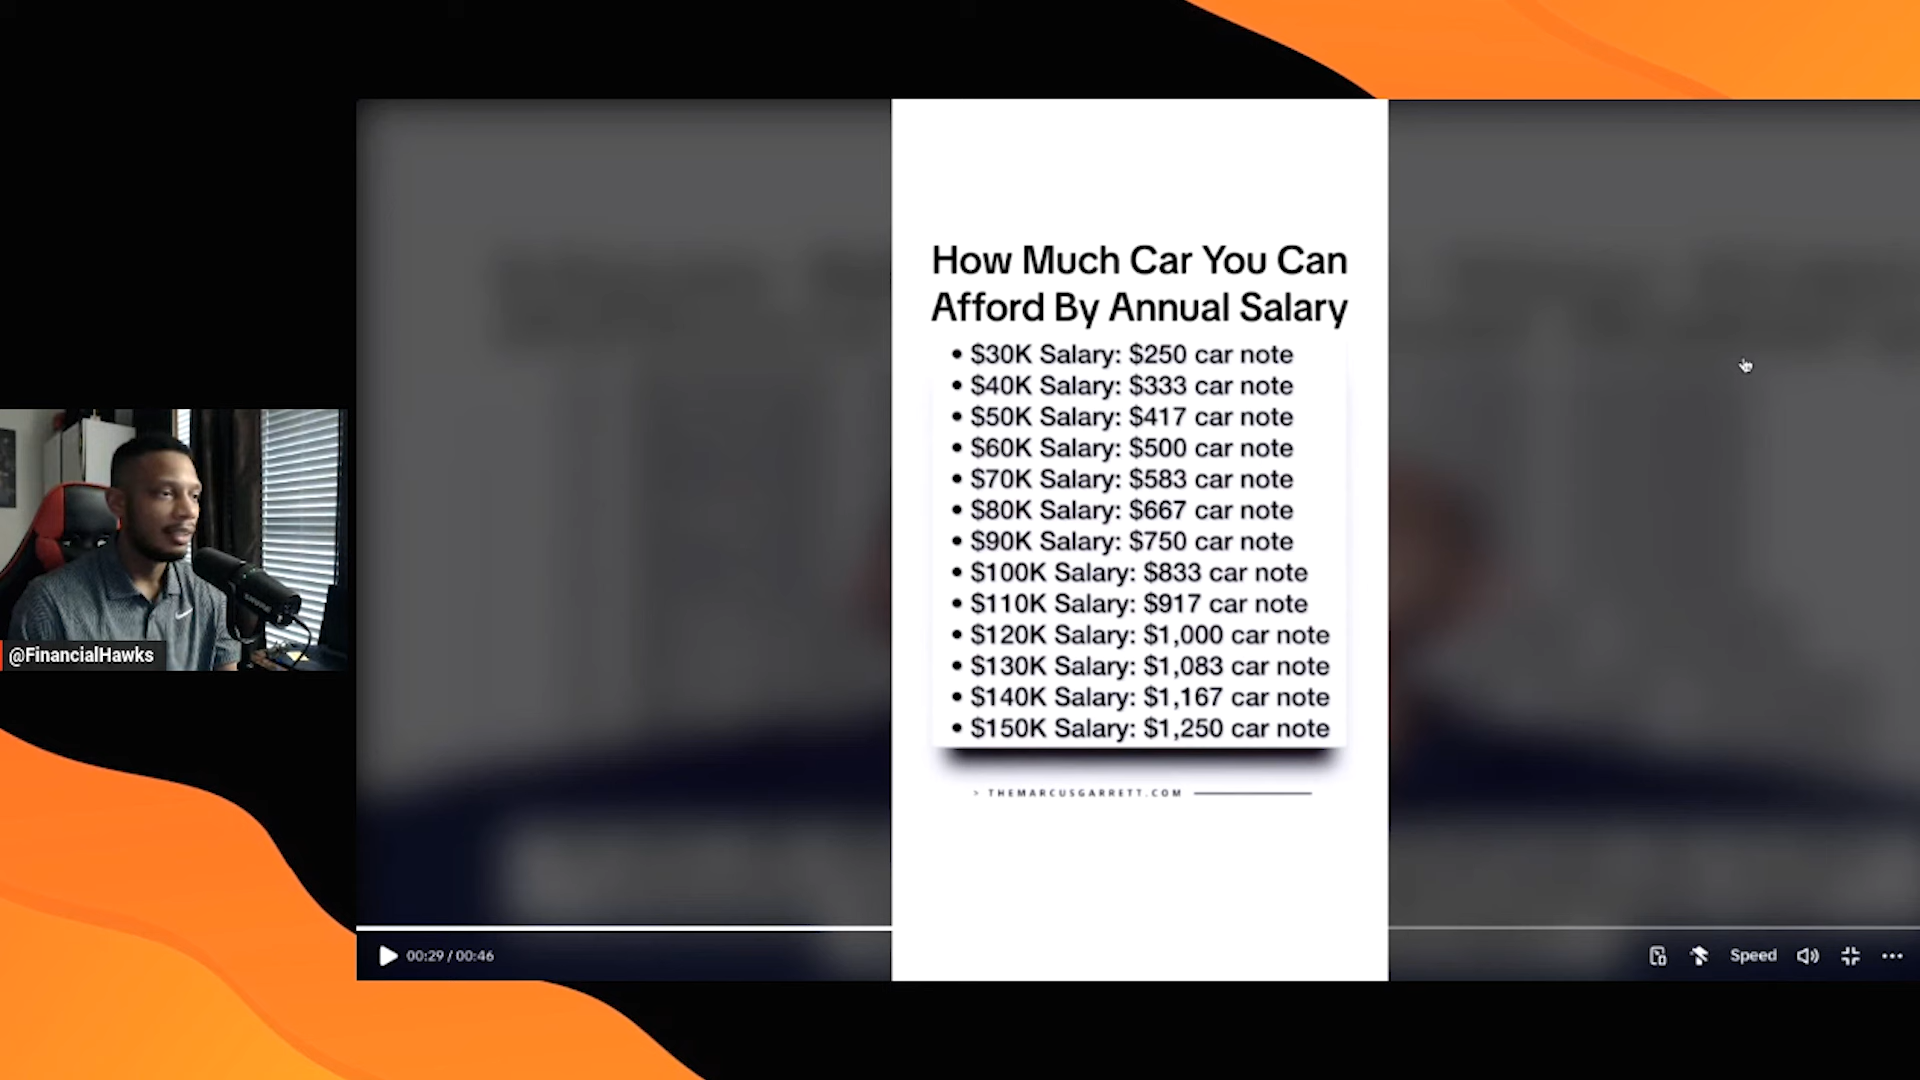 How Much Car You Can
Afford By Annual Salary
• $30K Salary: $250 car note
• $40K Salary: $333 car note
• $50K Salary: $417 car note
• $60K Salary: $500 car note
• $70K Salary: $583 car note
• $80K Salary: $667 car note
• $90K Salary: $750 car note
• $100K Salary: $833 car note
• $110K Salary: $917 car note
• $120K Salary: $1,000 car note
• $130K Salary: $1,083 car note
• $140K Salary: $1,167 car note
• $150K Salary: $1,250 car note
> THEMARCUSGARRETT.COM
SHURE
@FinancialHawks
00:29 / 00:46
Speed